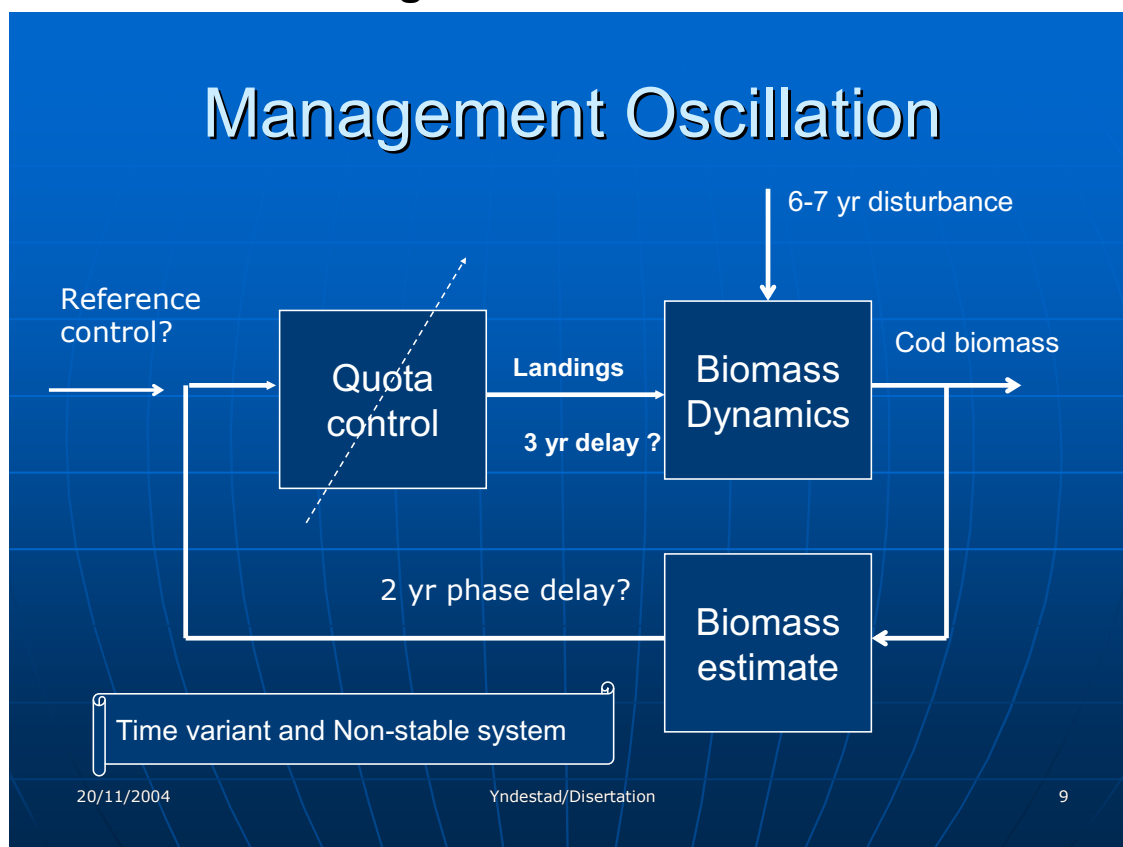 Management Oscillation
6-7 yr disturbance
Reference
control?
Quota
control
Landings
3 yr delay ?
Biomass
Dynamics
Cod biomass
2 yr phase delay?
Biomass
estimate
Time variant and Non-stable system
20/11/2004
Yndestad/Disertation
9